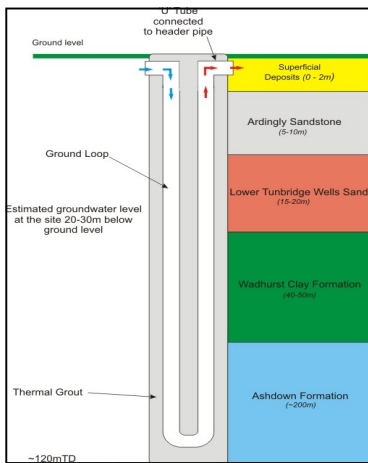 U' Tube
connected
to header pipe
Ground level
Superficial
Deposits (0 - 2m)
Ardingly Sandstone
(5-10m)
Ground Loop
Lower Tunbridge Wells Sand
(15-20m)
Estimated groundwater level
at the site 20-30m below
ground level
Wadhurst Clay Formation
(40-50m)
Thermal Grout
Ashdown Formation
(~200m)
~120mTD